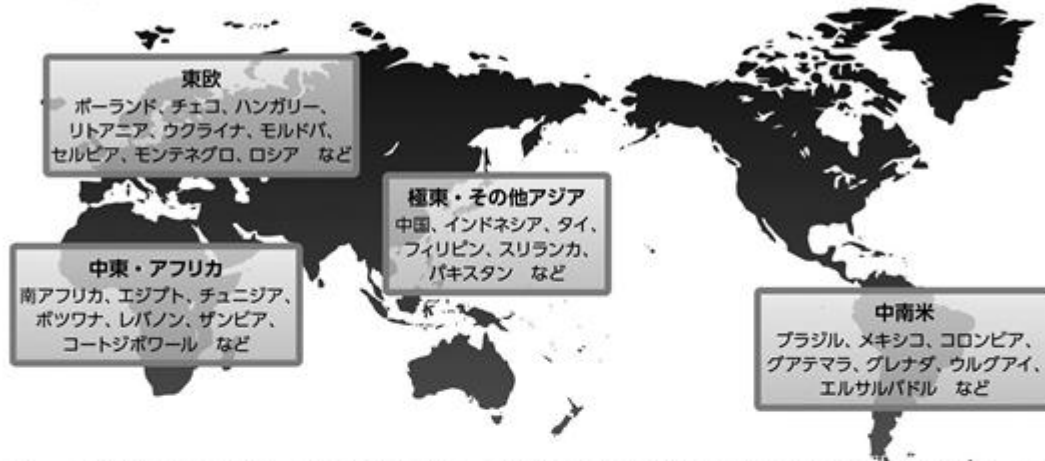 東欧
ポーランド、チェコ、ハンガリー、
リトアニア、ウクライナ、モルドバ、
セルビア、モンテネグロ、ロシア　など
極東・その他アジア
中国、インドネシア、タイ、
フィリピン、スリランカ、
パキスタン　など
中東・アフリカ
南アフリカ、エジプト、チュニジア、
ボツワナ、レバノン、ザンビア、
コートジボワール　など
中南米
ブラジル、メキシコ、コロンビア、
グアテマラ、グレナダ、ウルグアイ、
エルサルバドル　など